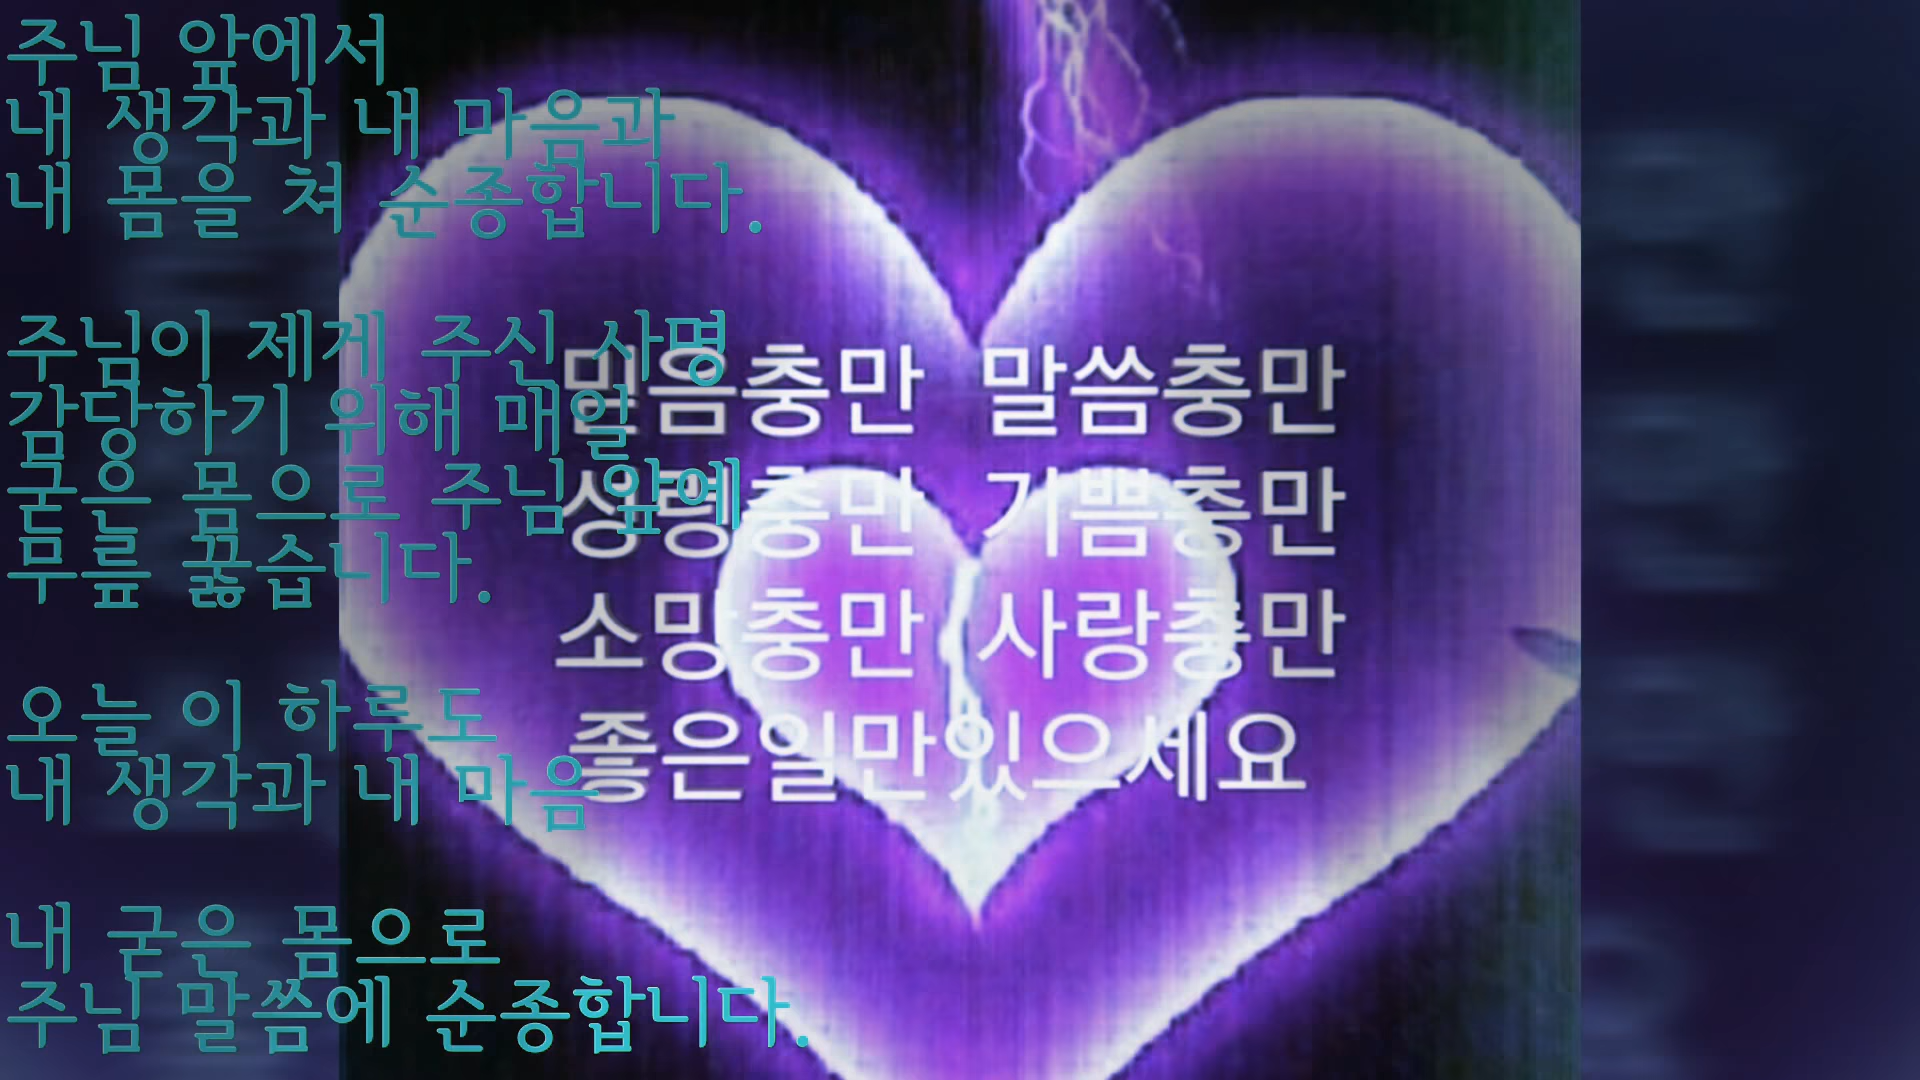 주님 앞에서
내 생각과 내 마음과
내 몸을 쳐 순종합니다.
주님이 제게 주신 사명
감당하기 위해 매일
굳은 몸으로 주님 앞에
무릎 꿇습니다.
오늘 이 하루도
내 생각과 내 마음
내 굳은 몸으로
주님 말씀에 순종합니다.
믿음충만 말씀충만
성령충만 기쁨충만
소망충만 사랑충만
좋은일만있으세요